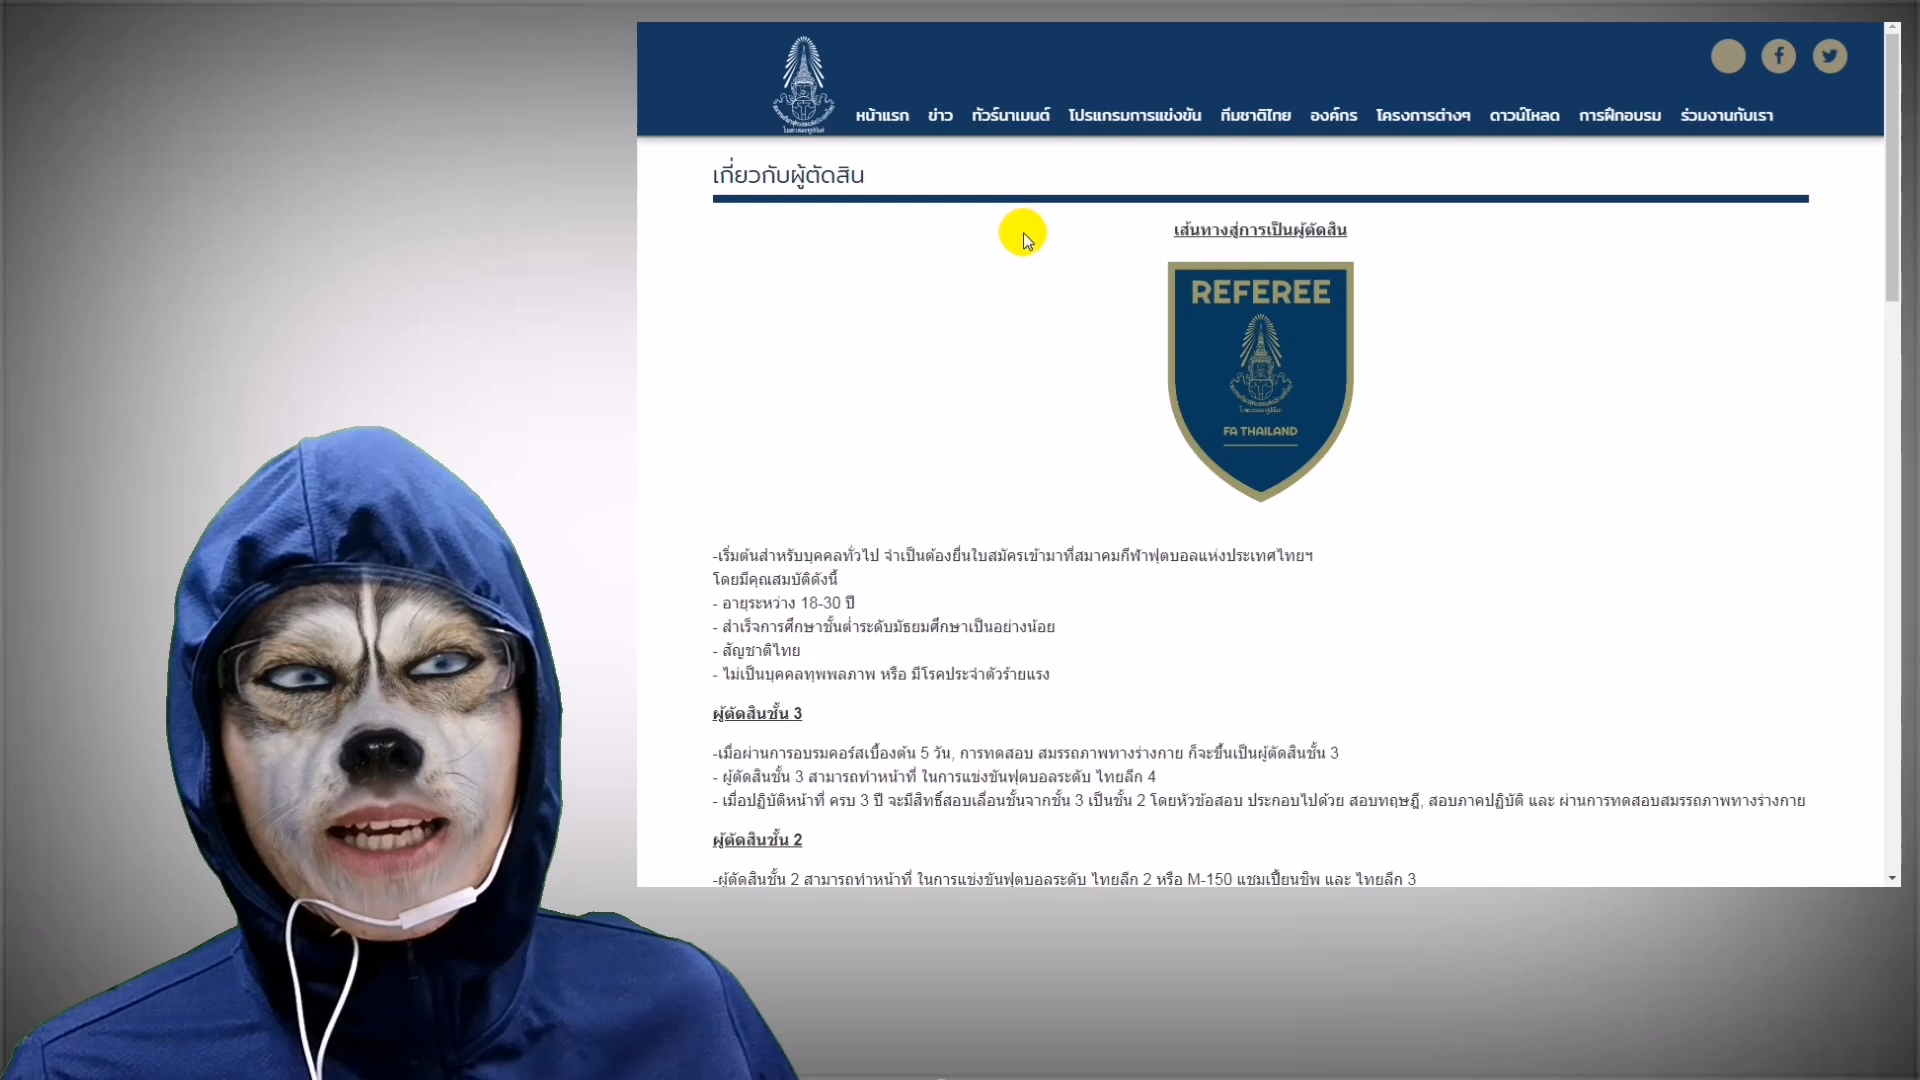 หน้าแรก ข่าว ทัวร์นาเมนต์ โปรแกรมการแข่งขัน ทีมชาติไทย องค์กร โครงการต่างๆ ดาวน์โหลด การฝึกอบรม ร่วมงานกับเรา
เกี่ยวกับผู้ตัดสิน
เส้นทางสู่การเป็นผู้ตัดสิน
REFEREE
FA THAILAND
-เริ่มต้นสำหรับบุคคลทั่วไป จำเป็นต้องยื่นใบสมัครเข้ามาที่สมาคมกีฬาฟุตบอลแห่งประเทศไทยฯ
โดยมีคุณสมบัติดังนี้
- อายุระหว่าง 18-30 ปี
- สำเร็จการศึกษาชั้นต่ำระดับมัธยมศึกษาเป็นอย่างน้อย
- สัญชาติไทย
- ไม่เป็นบุคคลทุพพลภาพ หรือ มีโรคประจำตัวร้ายแรง
ผู้ตัดสินชั้น 3
-เมื่อผ่านการอบรมคอร์สเบื้องต้น 5 วัน, การทดสอบ สมรรถภาพทางร่างกาย ก็จะขึ้นเป็นผู้ตัดสินชั้น 3
- ผู้ตัดสินชั้น 3 สามารถทำหน้าที่ ในการแข่งขันฟุตบอลระดับ ไทยลีก 4
- เมื่อปฏิบัติหน้าที่ ครบ 3 ปี จะมีสิทธิ์สอบเลื่อนชั้นจากชั้น 3 เป็นชั้น 2 โดยหัวข้อสอบ ประกอบไปด้วย สอบทฤษฎี, สอบภาคปฏิบัติ และ ผ่านการทดสอบสมรรถภาพทางร่างกาย
ผู้ตัดสินชั้น 2
-ผู้ตัดสินชั้น 2 สามารถทำหน้าที่ ในการแข่งขันฟุตบอลระดับ ไทยลีก 2 หรือ M-150 แชมเปี้ยนชิพ และ ไทยลีก 3